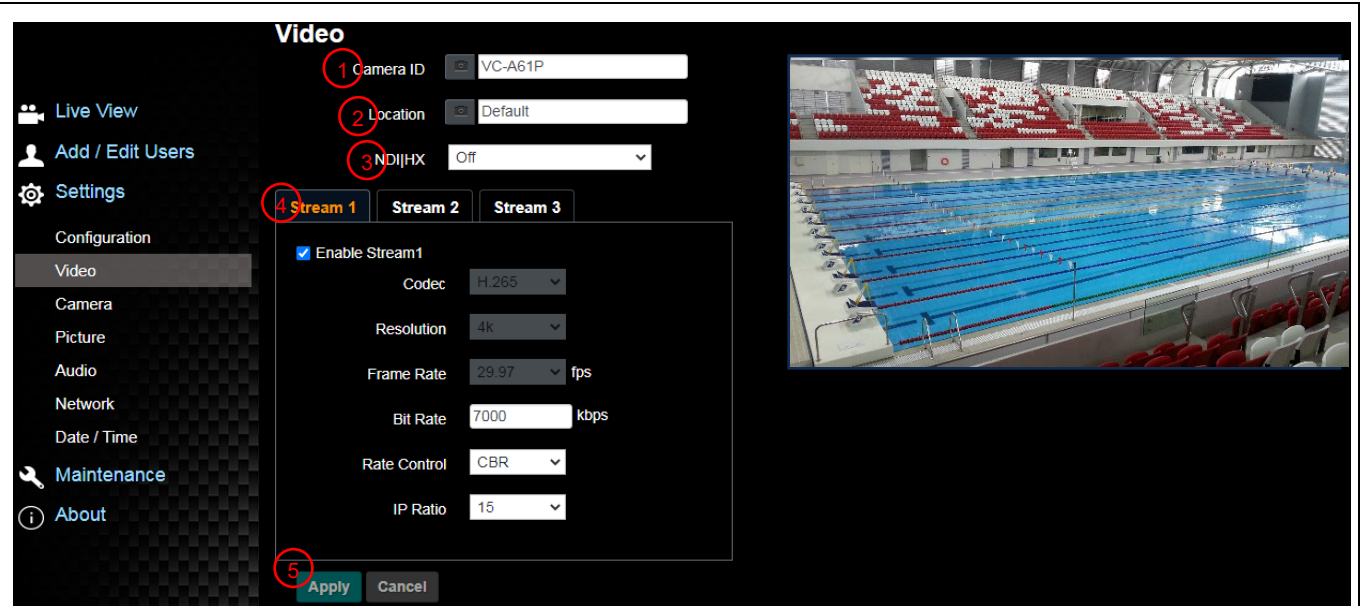 Video
1 Camera ID VC-A61P
2 Location Default
3 NDI|HX Off
Live View
Add / Edit Users
Settings
Configuration
Video
Camera
Picture
Audio
Network
Date / Time
Maintenance
About
4 Stream 1 Stream 2 Stream 3
Enable Stream1
Codec H.265
Resolution 4k
Frame Rate 29.97 fps
Bit Rate 7000 kbps
Rate Control CBR
IP Ratio 15
5
Apply Cancel